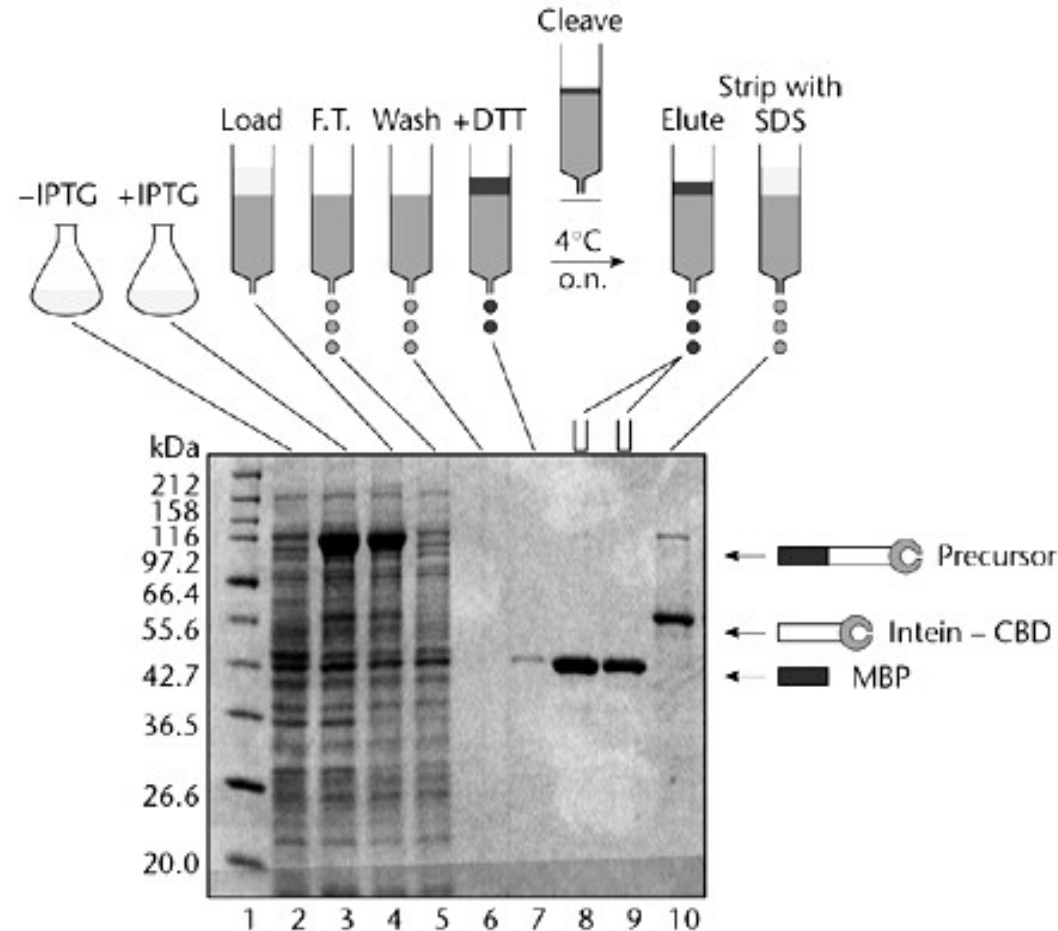 Cleave
Strip with
SDS
Load F.T. Wash +DTT Elute
–IPTG +IPTG
4°C
o.n.
kDa
212
158
116
97.2
66.4
55.6
42.7
36.5
26.6
20.0
Precursor
Intein – CBD
MBP
1 2 3 4 5 6 7 8 9 10